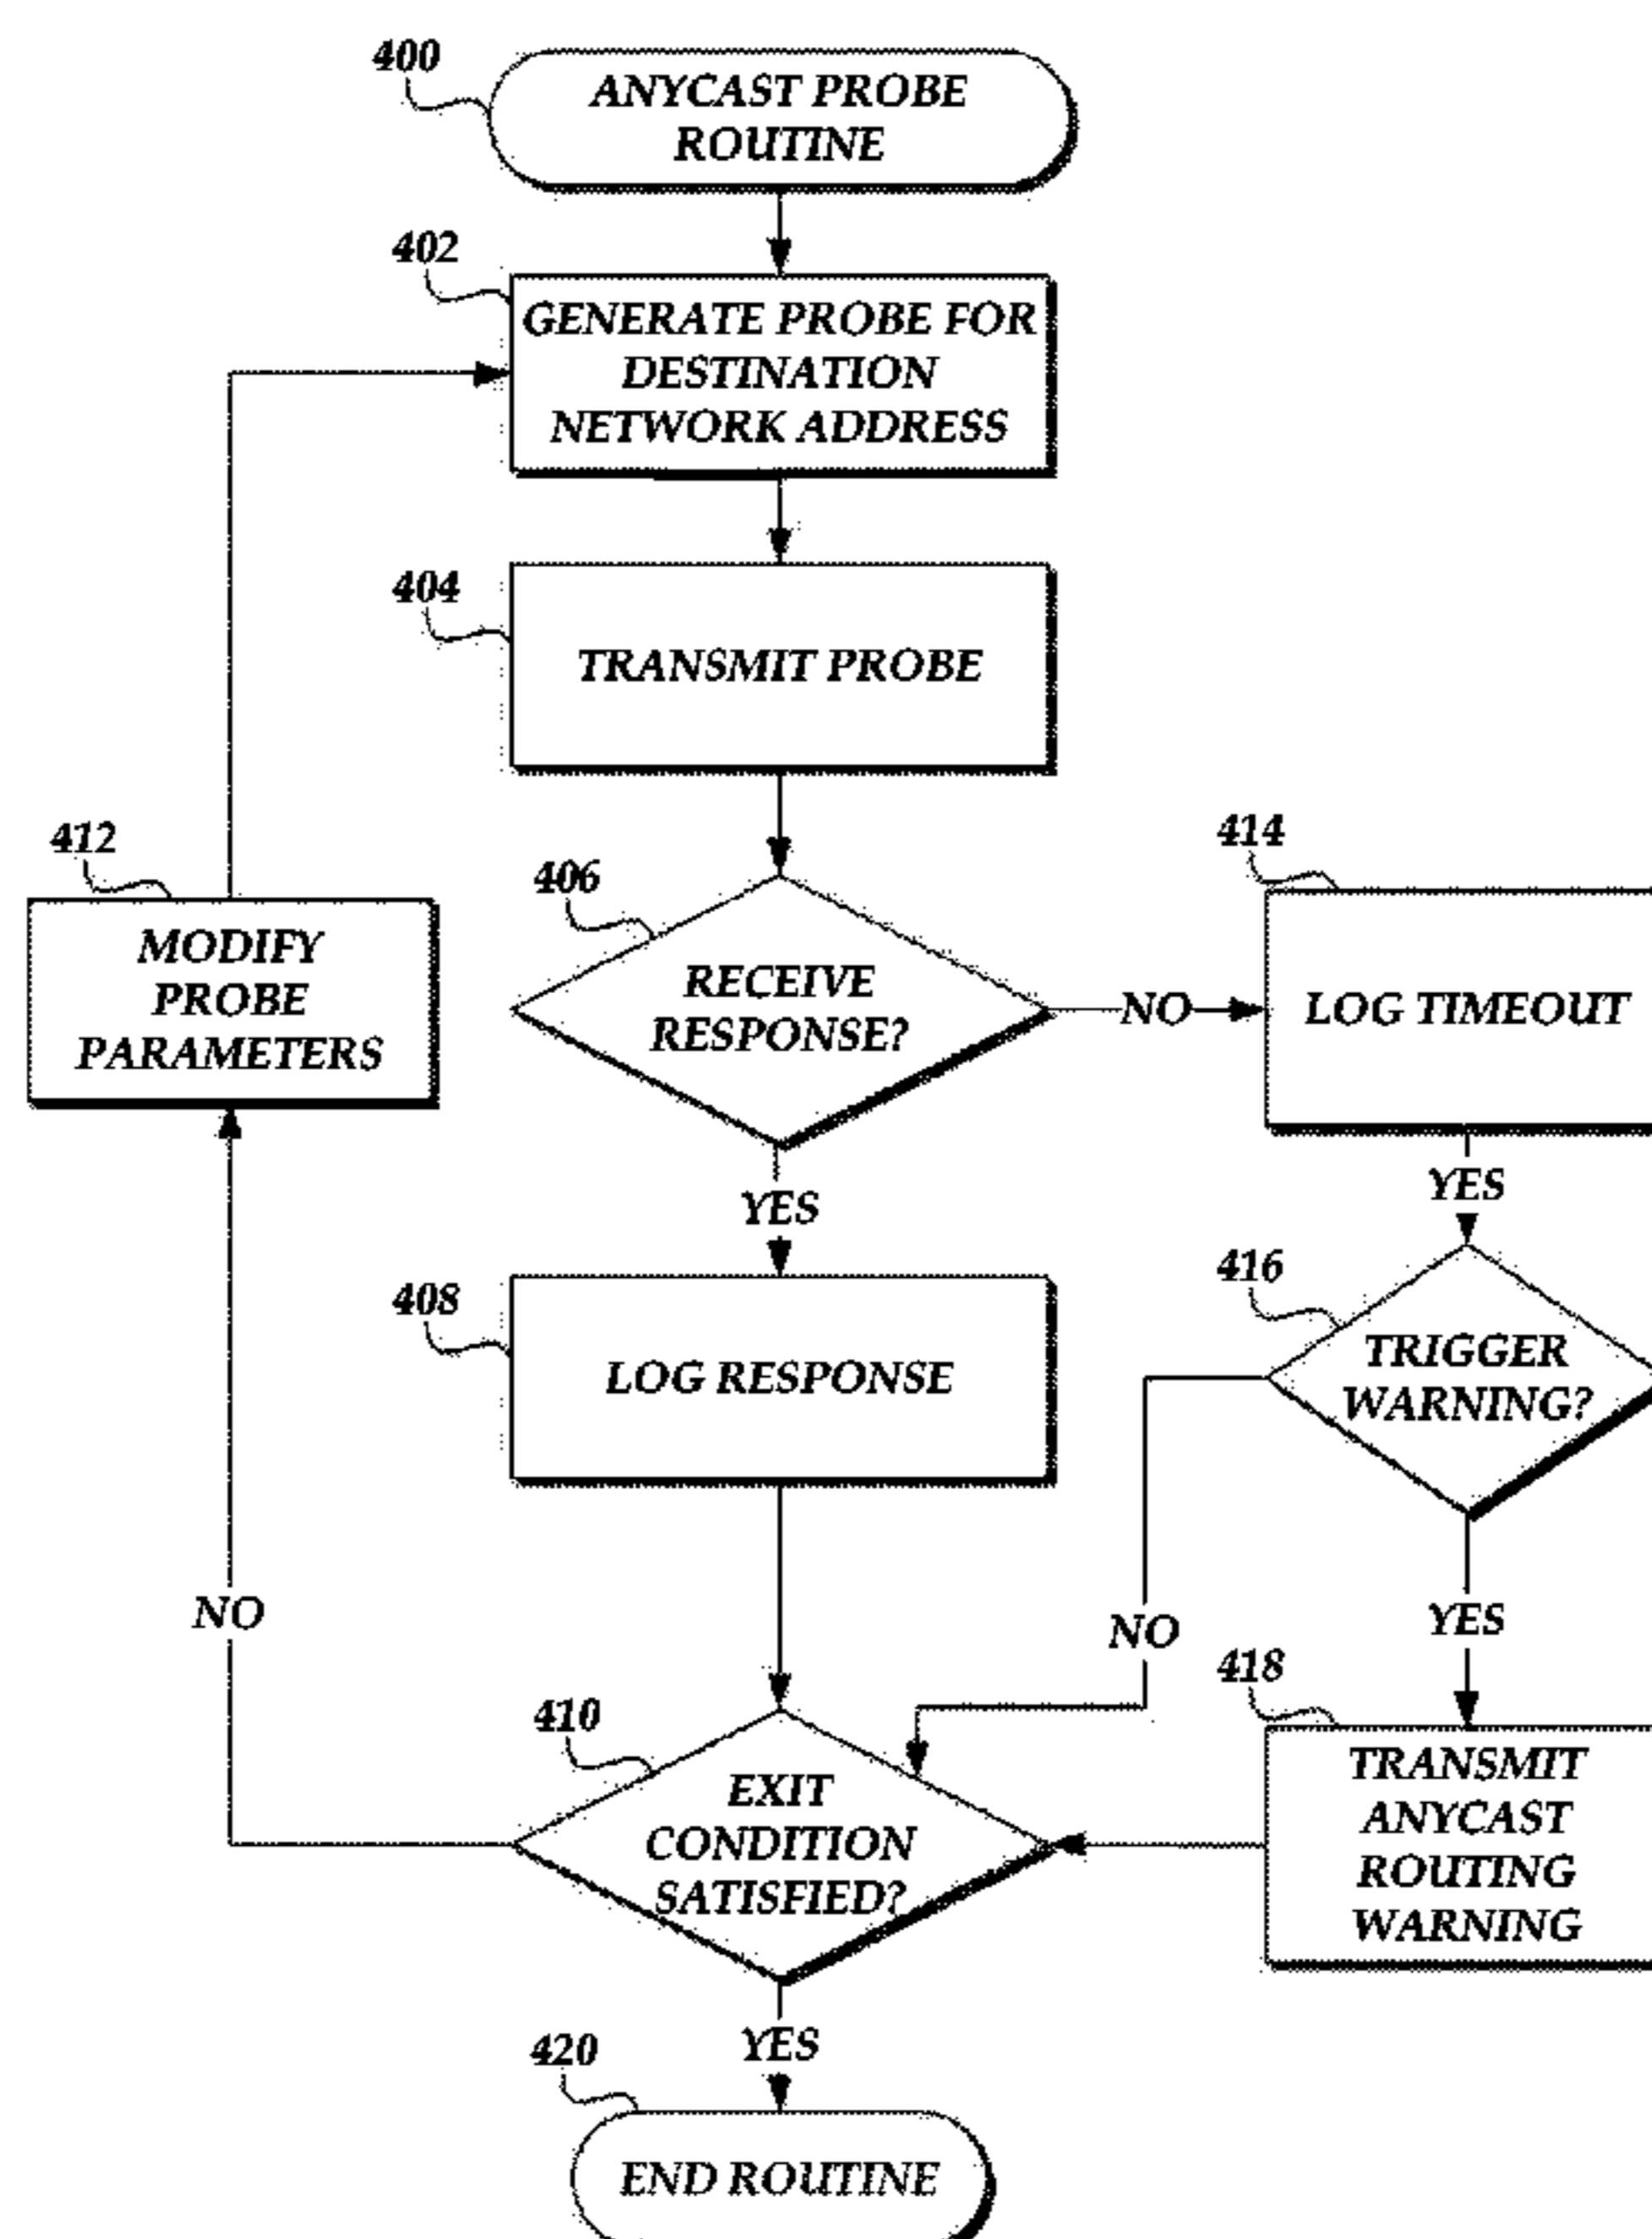 400
ANYCAST PROBE
ROUTINE
402
GENERATE PROBE FOR
DESTINATION
NETWORK ADDRESS
404
TRANSMIT PROBE
412
MODIFY
PROBE
PARAMETERS
406
RECEIVE
RESPONSE?
NO
414
LOG TIMEOUT
YES
YES
408
LOG RESPONSE
416
TRIGGER
WARNING?
NO
NO
YES
410
EXIT
CONDITION
SATISFIED?
418
TRANSMIT
ANYCAST
ROUTING
WARNING
YES
420
END ROUTINE